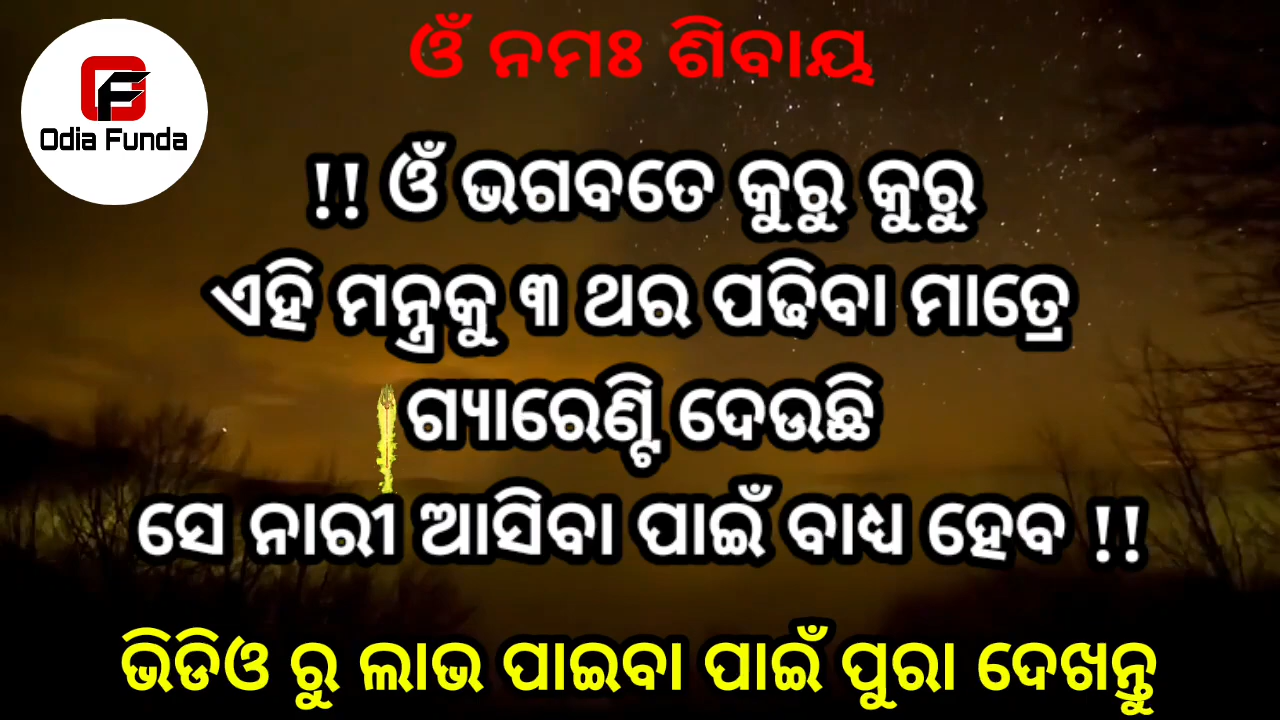 ଓଁ ନମଃ ଶିବାୟ
Odia Funda
!! ଓଁ ଭଗବତେ କୁରୁ କୁରୁ
ଏହି ମନ୍ତ୍ରକୁ ୩ ଥର ପଢିବା ମାତ୍ରେ
ଗ୍ୟାରେଣ୍ଟି ଦେଉଛି
ସେ ନାରୀ ଆସିବା ପାଇଁ ବାଧ୍ୟ ହେବ !!
ଭିଡିଓ ରୁ ଲାଭ ପାଇବା ପାଇଁ ପୁରା ଦେଖନ୍ତୁ